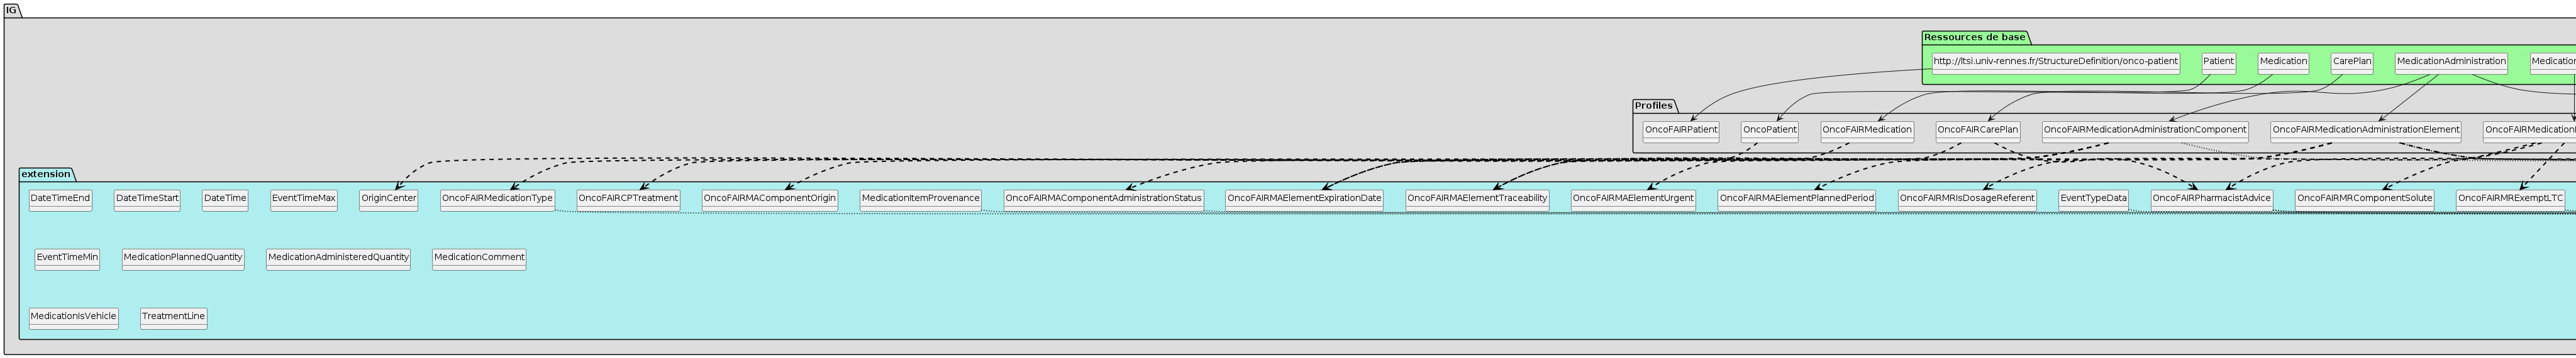 IG
Ressources de base
http://ltsi.univ-rennes.fr/StructureDefinition/onco-patient
Patient
Medication
CarePlan
MedicationAdministration
Medication
Profiles
OncoFAIRPatient
OncoPatient
OncoFAIRMedication
OncoFAIRCarePlan
OncoFAIRMedicationAdministrationComponent
OncoFAIRMedicationAdministrationElement
OncoFAIRMedication
extension
DateTimeEnd
DateTimeStart
DateTime
EventTimeMax
OriginCenter
OncoFAIRMedicationType
OncoFAIRCPTreatment
OncoFAIRMAComponentOrigin
MedicationItemProvenance
OncoFAIRMAComponentAdministrationStatus
OncoFAIRMAElementExpirationDate
OncoFAIRMAElementTraceability
OncoFAIRMAElementUrgent
OncoFAIRMAElementPlannedPeriod
OncoFAIRMRIsDosageReferent
EventTypeData
OncoFAIRPharmacistAdvice
OncoFAIRMRComponentSolute
OncoFAIRMRExemptLTC
EventTimeMin
MedicationPlannedQuantity
MedicationAdministeredQuantity
MedicationComment
MedicationIsVehicle
TreatmentLine